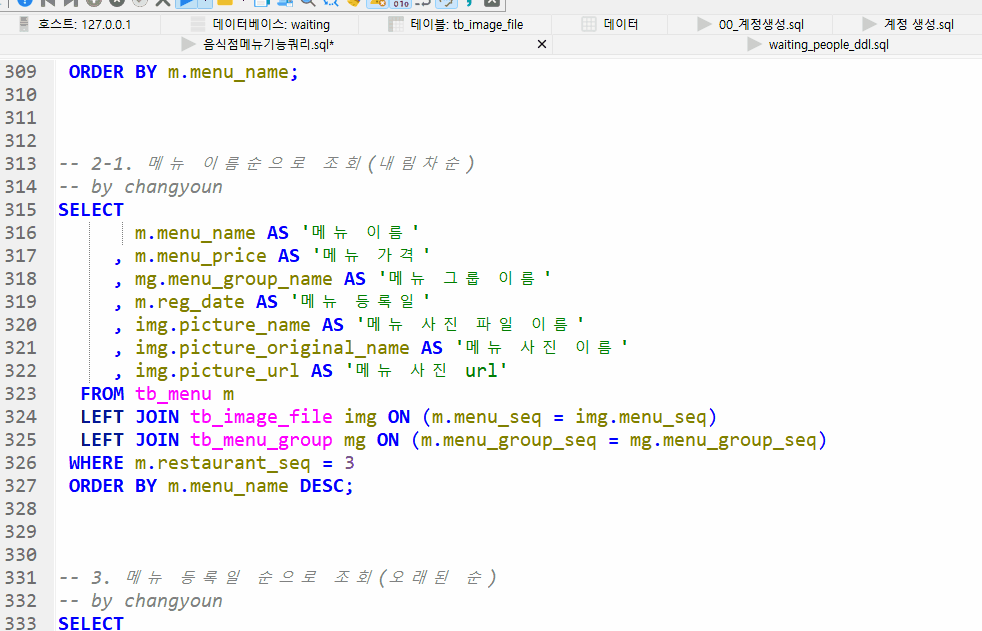 호스트: 127.0.0.1 데이터베이스: waiting 테이블: tb_image_file 데이터 00_계정생성.sql 계정 생성.sql
음식점메뉴기능쿼리.sql* waiting_people_ddl.sql
309 ORDER BY m.menu_name;
310
311
312
313 -- 2-1. 메뉴 이름순으로 조회(내림차순)
314 -- by changyoun
315 SELECT
316 m.menu_name AS '메뉴 이름'
317 , m.menu_price AS '메뉴 가격'
318 , mg.menu_group_name AS '메뉴 그룹 이름'
319 , m.reg_date AS '메뉴 등록일'
320 , img.picture_name AS '메뉴 사진 파일 이름'
321 , img.picture_original_name AS '메뉴 사진 이름'
322 , img.picture_url AS '메뉴 사진 url'
323 FROM tb_menu m
324 LEFT JOIN tb_image_file img ON (m.menu_seq = img.menu_seq)
325 LEFT JOIN tb_menu_group mg ON (m.menu_group_seq = mg.menu_group_seq)
326 WHERE m.restaurant_seq = 3
327 ORDER BY m.menu_name DESC;
328
329
330
331 -- 3. 메뉴 등록일 순으로 조회(오래된 순)
332 -- by changyoun
333 SELECT